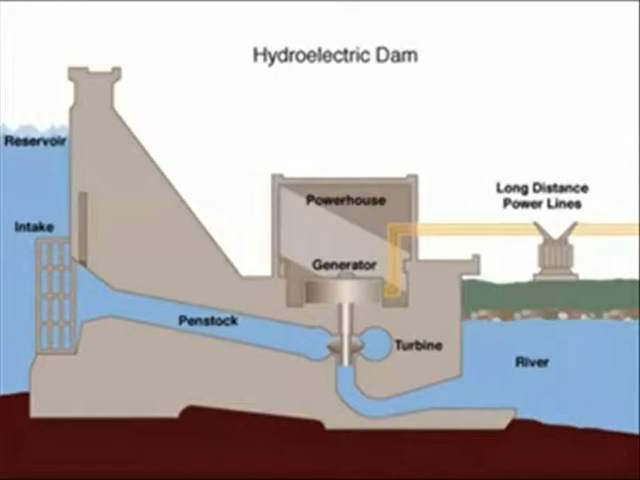 Hydroelectric Dam
Reservoir
Intake
Penstock
Powerhouse
Generator
Turbine
Long Distance
Power Lines
River